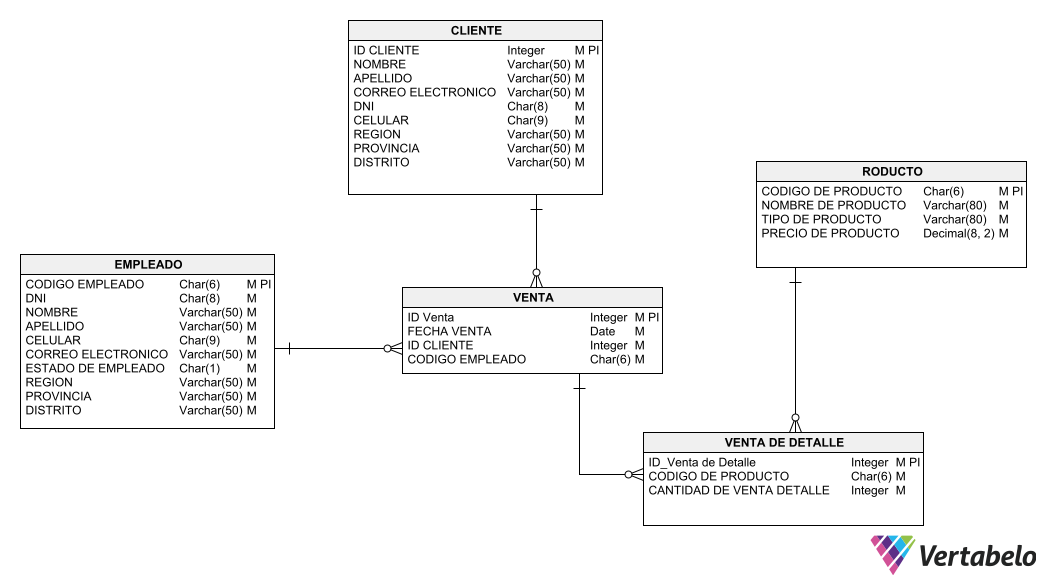 CLIENTE
ID CLIENTE Integer M PI
NOMBRE Varchar(50) M
APELLIDO Varchar(50) M
CORREO ELECTRONICO Varchar(50) M
DNI Char(8) M
CELULAR Char(9) M
REGION Varchar(50) M
PROVINCIA Varchar(50) M
DISTRITO Varchar(50) M
RODUCTO
CODIGO DE PRODUCTO Char(6) M PI
NOMBRE DE PRODUCTO Varchar(80) M
TIPO DE PRODUCTO Varchar(80) M
PRECIO DE PRODUCTO Decimal(8, 2) M
EMPLEADO
CODIGO EMPLEADO Char(6) M PI
DNI Char(8) M
NOMBRE Varchar(50) M
APELLIDO Varchar(50) M
CELULAR Char(9) M
CORREO ELECTRONICO Varchar(50) M
ESTADO DE EMPLEADO Char(1) M
REGION Varchar(50) M
PROVINCIA Varchar(50) M
DISTRITO Varchar(50) M
VENTA
ID Venta Integer M PI
FECHA VENTA Date M
ID CLIENTE Integer M
CODIGO EMPLEADO Char(6) M
VENTA DE DETALLE
ID_Venta de Detalle Integer M PI
CODIGO DE PRODUCTO Char(6) M
CANTIDAD DE VENTA DETALLE Integer M
Vertabelo